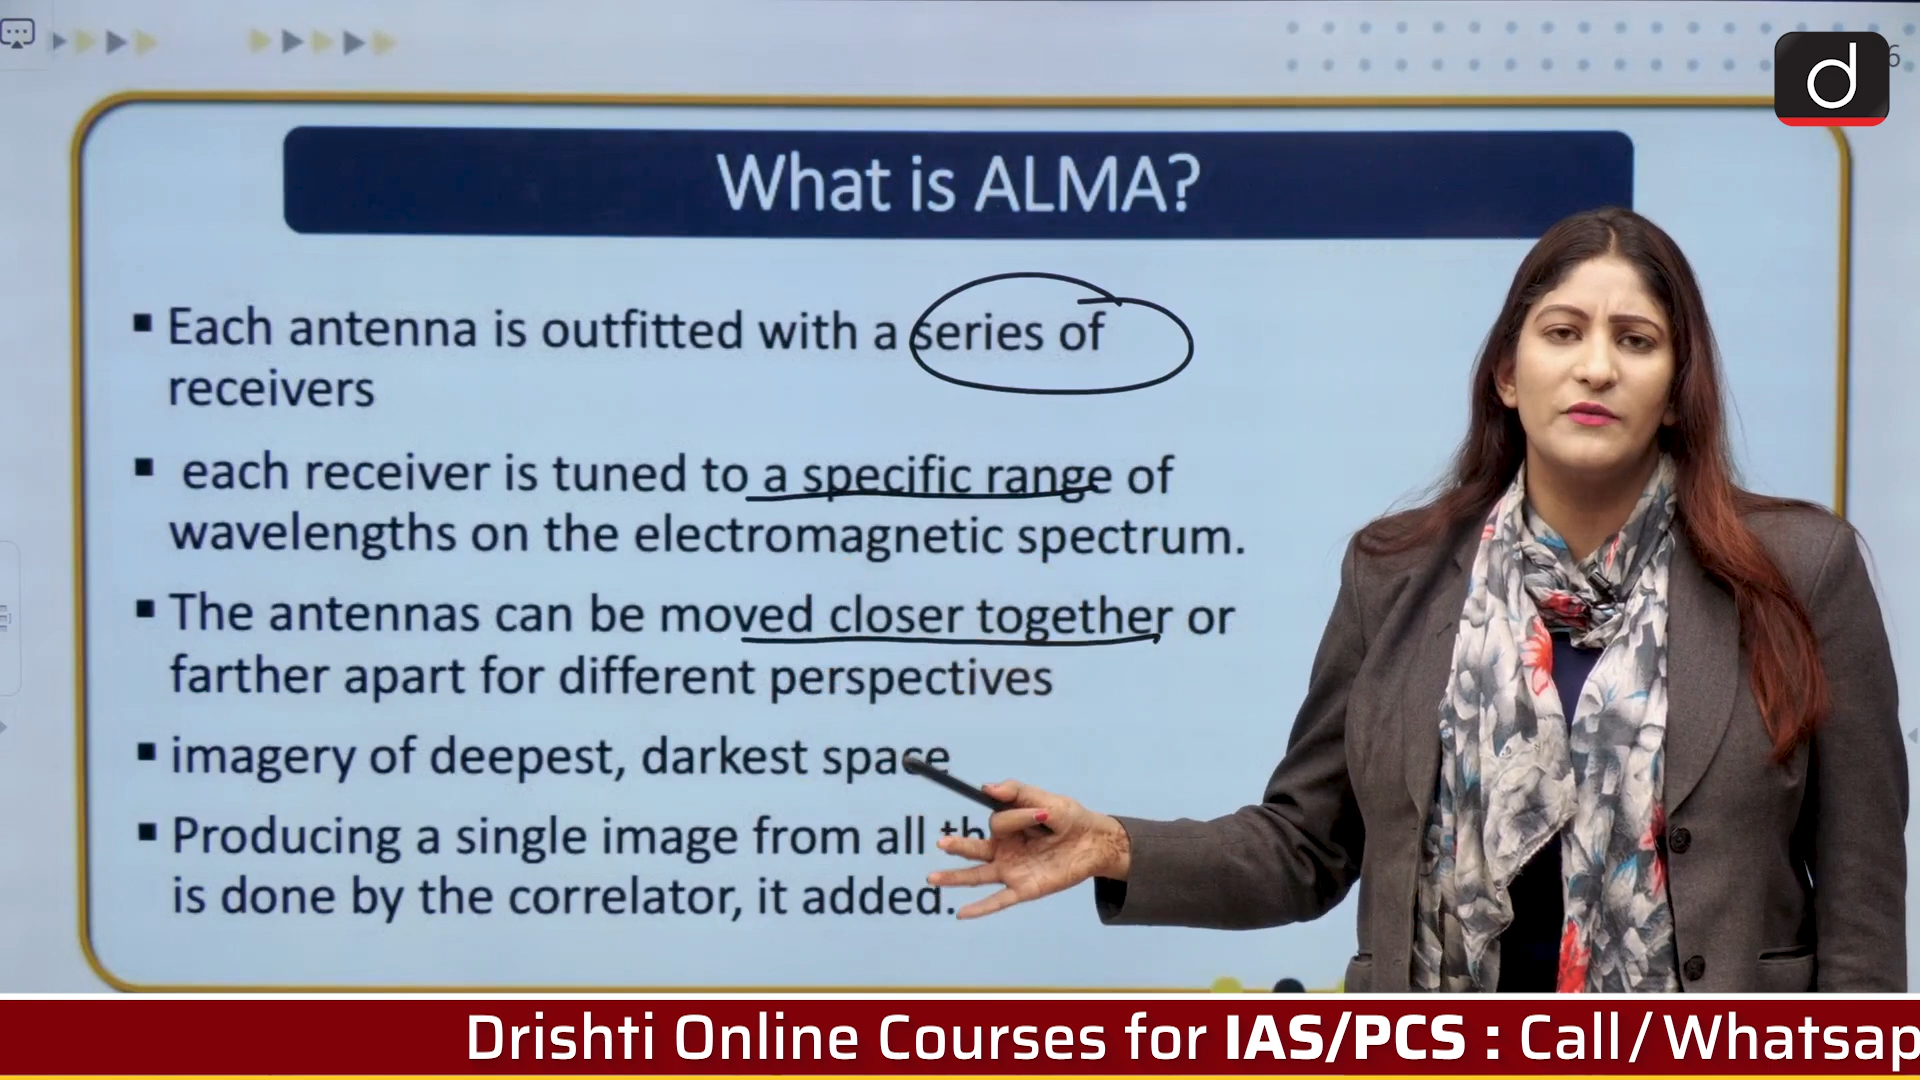 d
6
What is ALMA?
▪ Each antenna is outfitted with a series of
receivers
▪ each receiver is tuned to a specific range of
wavelengths on the electromagnetic spectrum.
▪ The antennas can be moved closer together or
farther apart for different perspectives
▪ imagery of deepest, darkest space
▪ Producing a single image from all
is done by the correlator, it added.
Drishti Online Courses for IAS/PCS : Call/Whatsap